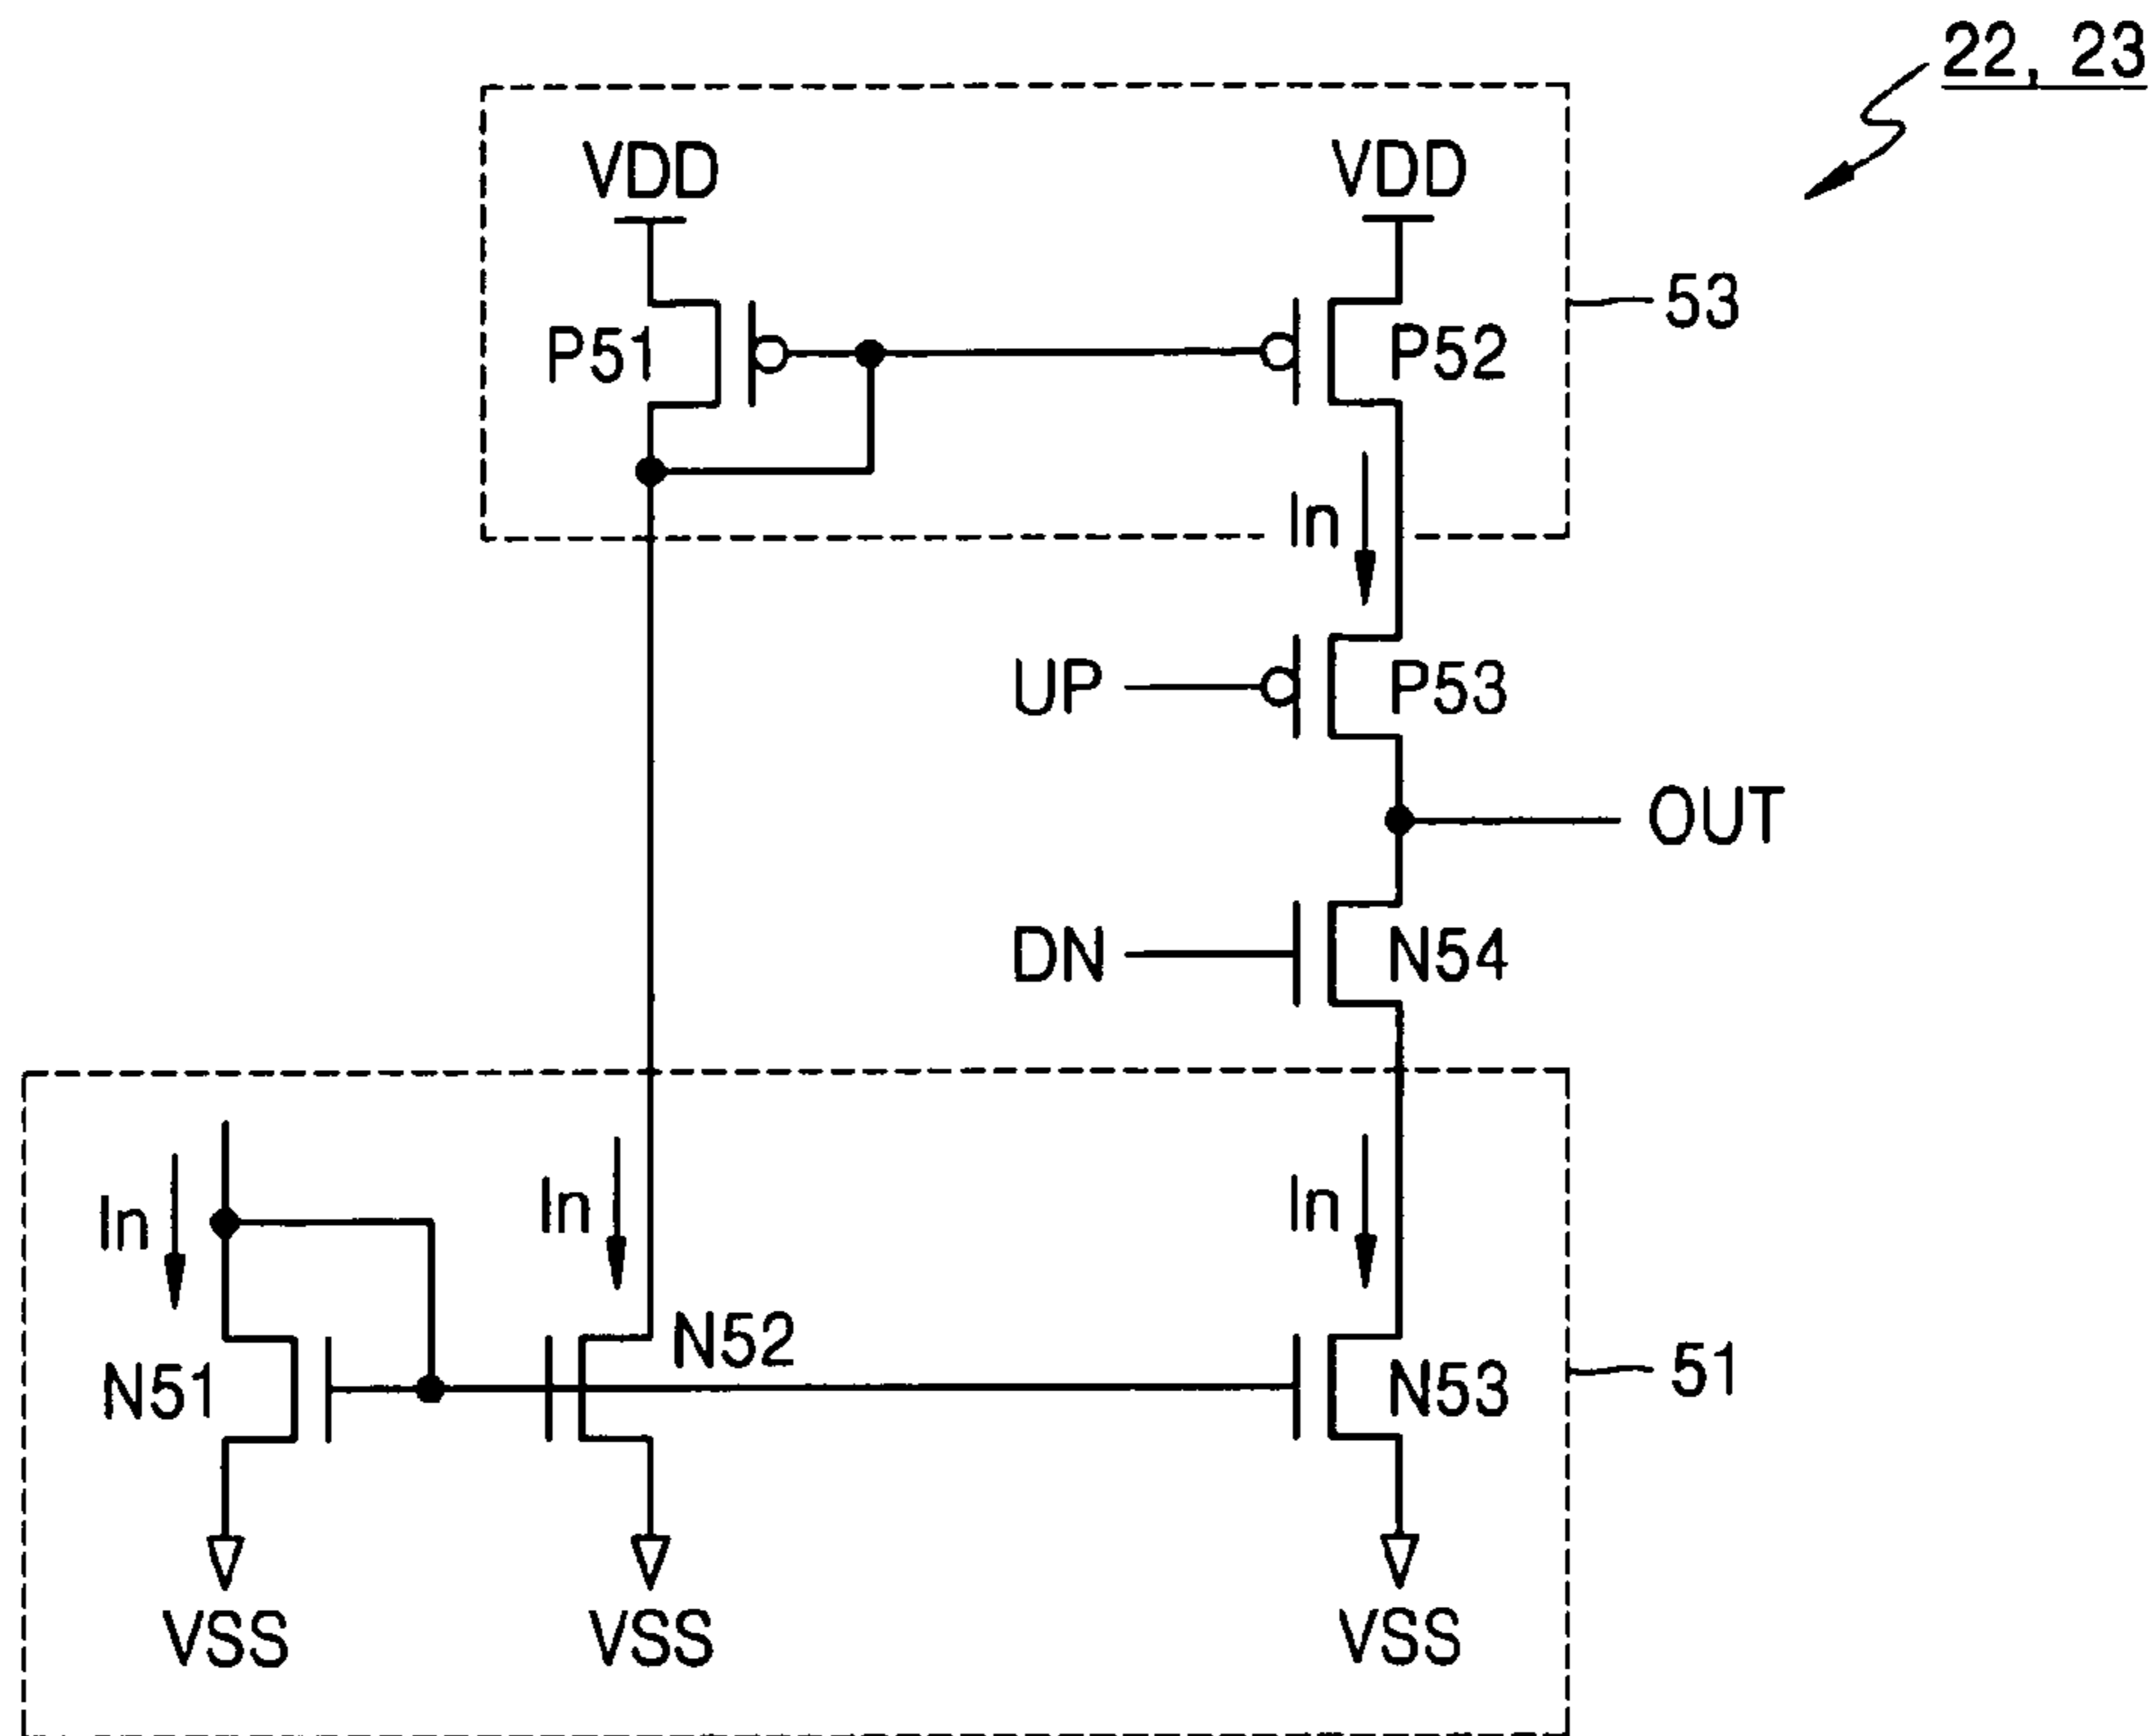 22, 23
VDD
VDD
53
P51
P52
In
UP
P53
OUT
DN
N54
In
In
In
N52
N51
N53
51
VSS
VSS
VSS